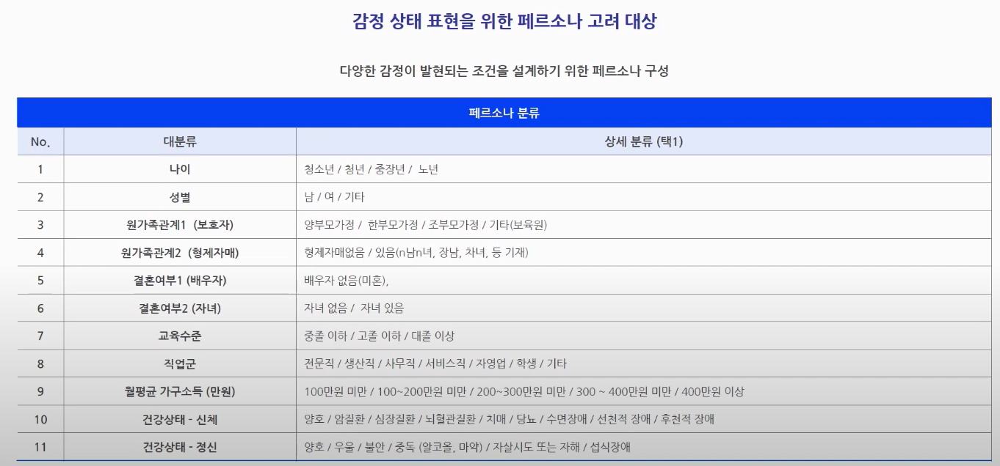 감정 상태 표현을 위한 페르소나 고려 대상
다양한 감정이 발현되는 조건을 설계하기 위한 페르소나 구성
페르소나 분류
No. 대분류 상세 분류 (택1)
1 나이 청소년 / 청년 / 중장년 / 노년
2 성별 남 / 여 / 기타
3 원가족관계1 (보호자) 양부모가정 / 한부모가정 / 조부모가정 / 기타(보육원)
4 원가족관계2 (형제자매) 형제자매없음 / 있음(n남n녀, 장남, 차녀, 등 기재)
5 결혼여부1 (배우자) 배우자 없음(미혼),
6 결혼여부2 (자녀) 자녀 없음 / 자녀 있음
7 교육수준 중졸 이하 / 고졸 이하 / 대졸 이상
8 직업군 전문직 / 생산직 / 사무직 / 서비스직 / 자영업 / 학생 / 기타
9 월평균 가구소득 (만원) 100만원 미만 / 100~200만원 미만 / 200~300만원 미만 / 300 ~ 400만원 미만 / 400만원 이상
10 건강상태 - 신체 양호 / 암질환 / 심장질환 / 뇌혈관질환 / 치매 / 당뇨 / 수면장애 / 선천적 장애 / 후천적 장애
11 건강상태 - 정신 양호 / 우울 / 불안 / 중독 (알코올, 마약) / 자살시도 또는 자해 / 섭식장애